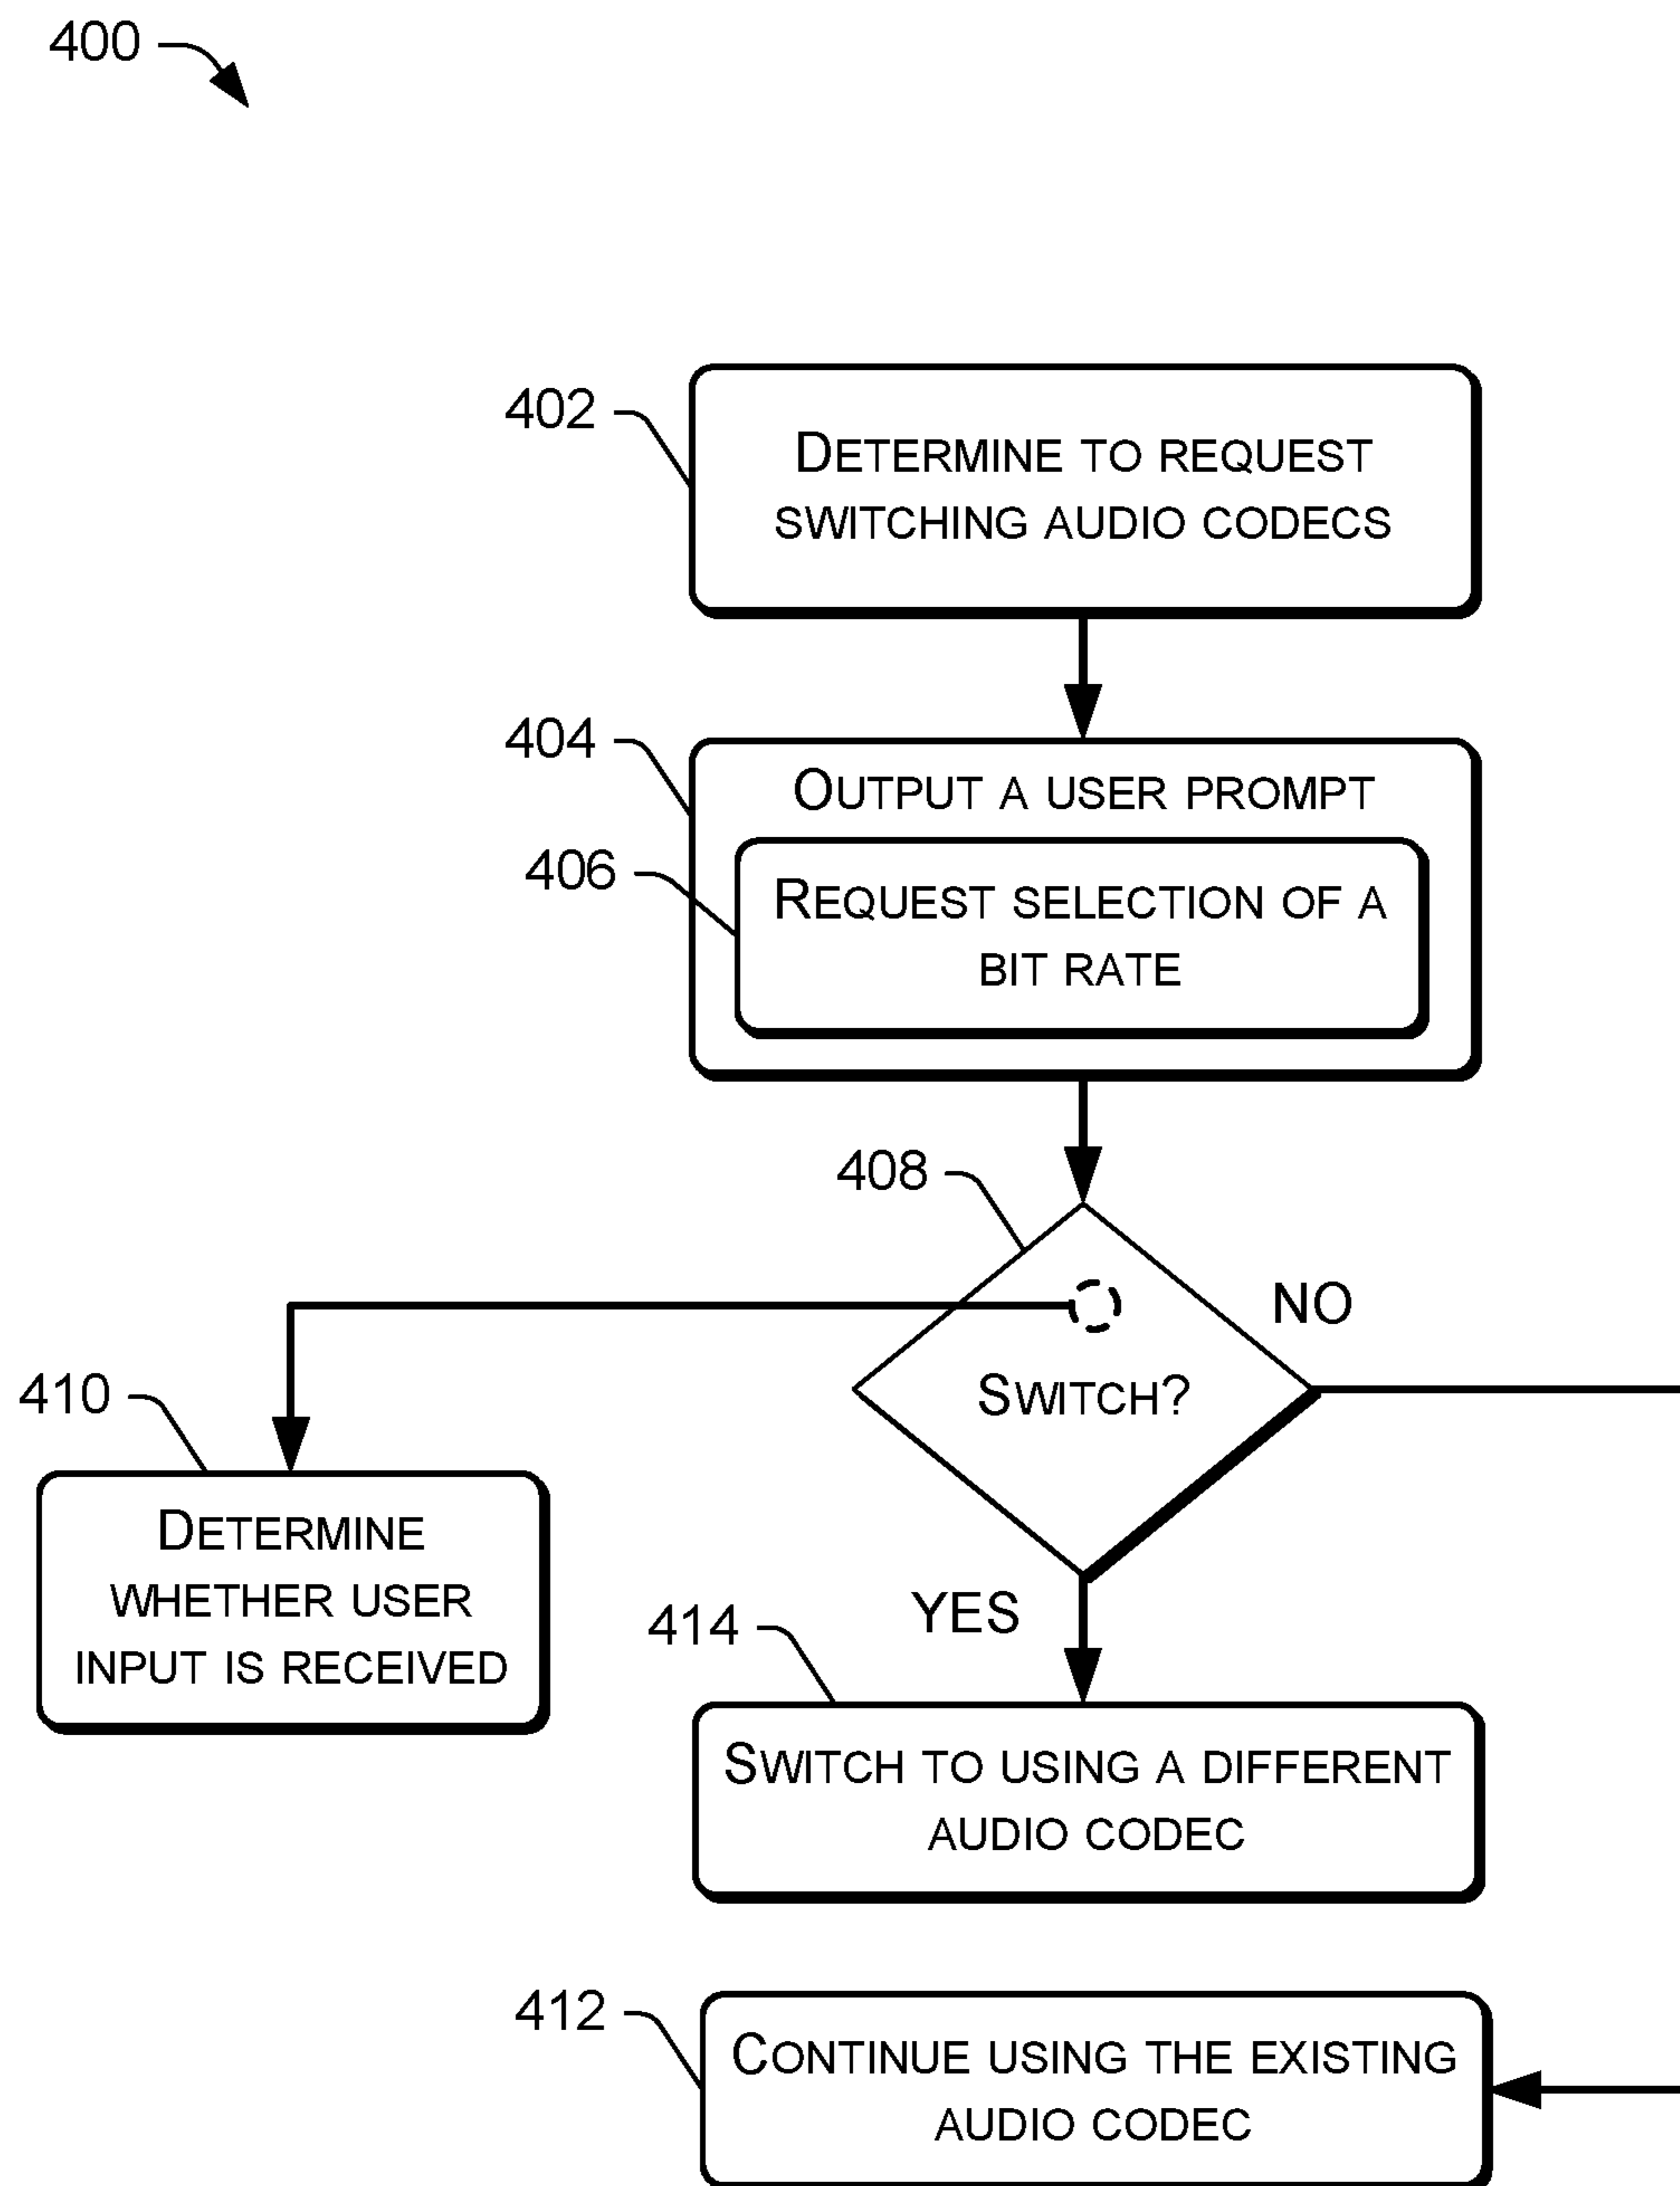 400
402
DETERMINE TO REQUEST
SWITCHING AUDIO CODECS
404
OUTPUT A USER PROMPT
406
REQUEST SELECTION OF A
BIT RATE
408
NO
SWITCH?
410
DETERMINE
WHETHER USER
INPUT IS RECEIVED
YES
414
SWITCH TO USING A DIFFERENT
AUDIO CODEC
412
CONTINUE USING THE EXISTING
AUDIO CODEC